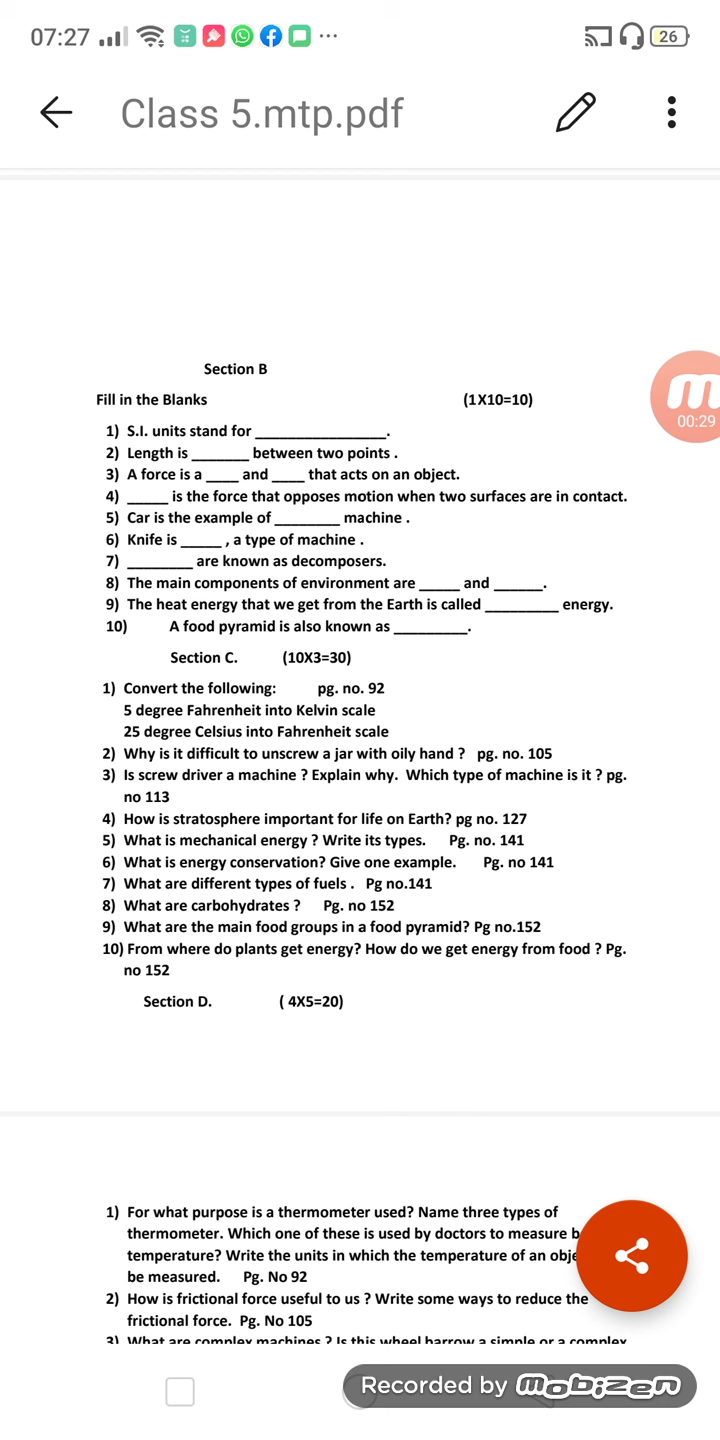 07:27
26
Class 5.mtp.pdf
Section B
Fill in the Blanks (1X10=10)
00:29
1) S.I. units stand for ________________.
2) Length is _______ between two points .
3) A force is a ____ and ____ that acts on an object.
4) _____ is the force that opposes motion when two surfaces are in contact.
5) Car is the example of ________ machine .
6) Knife is _____ , a type of machine .
7) ________ are known as decomposers.
8) The main components of environment are _____ and ______.
9) The heat energy that we get from the Earth is called _________ energy.
10) A food pyramid is also known as _________.
Section C. (10X3=30)
1) Convert the following: pg. no. 92
5 degree Fahrenheit into Kelvin scale
25 degree Celsius into Fahrenheit scale
2) Why is it difficult to unscrew a jar with oily hand ? pg. no. 105
3) Is screw driver a machine ? Explain why. Which type of machine is it ? pg.
no 113
4) How is stratosphere important for life on Earth? pg no. 127
5) What is mechanical energy ? Write its types. Pg. no. 141
6) What is energy conservation? Give one example. Pg. no 141
7) What are different types of fuels . Pg no.141
8) What are carbohydrates ? Pg. no 152
9) What are the main food groups in a food pyramid? Pg no.152
10) From where do plants get energy? How do we get energy from food ? Pg.
no 152
Section D. ( 4X5=20)
1) For what purpose is a thermometer used? Name three types of
thermometer. Which one of these is used by doctors to measure
temperature? Write the units in which the temperature of an
be measured. Pg. No 92
2) How is frictional force useful to us ? Write some ways to reduce the
frictional force. Pg. No 105
3) What are complex machines ? Is this wheel barrow a simple or a complex
Recorded by mobizen